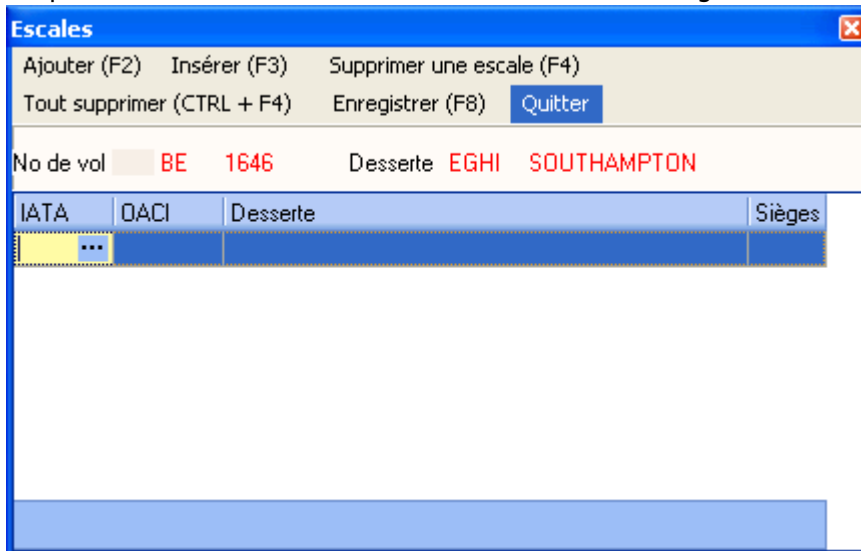 Escales
Ajouter (F2) Insérer (F3) Supprimer une escale (F4)
Tout supprimer (CTRL + F4) Enregistrer (F8) Quitter
No de vol BE 1646 Desserte EGHI SOUTHAMPTON
IATA OACI Desserte Sièges
...